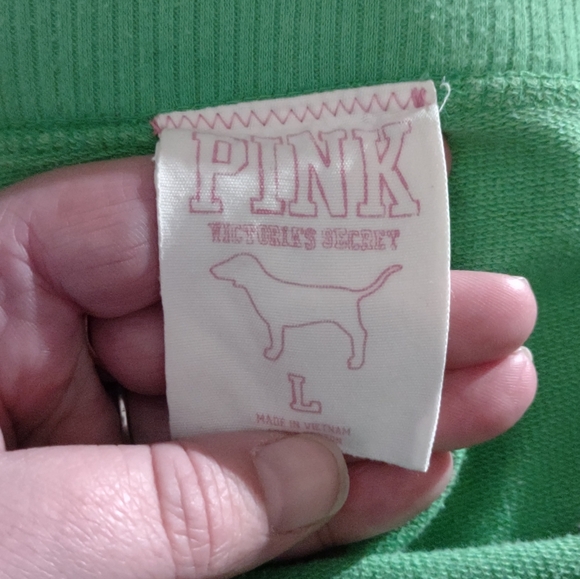 PINK
VICTORIA'S SECRET
L
MADE IN VIETNAM